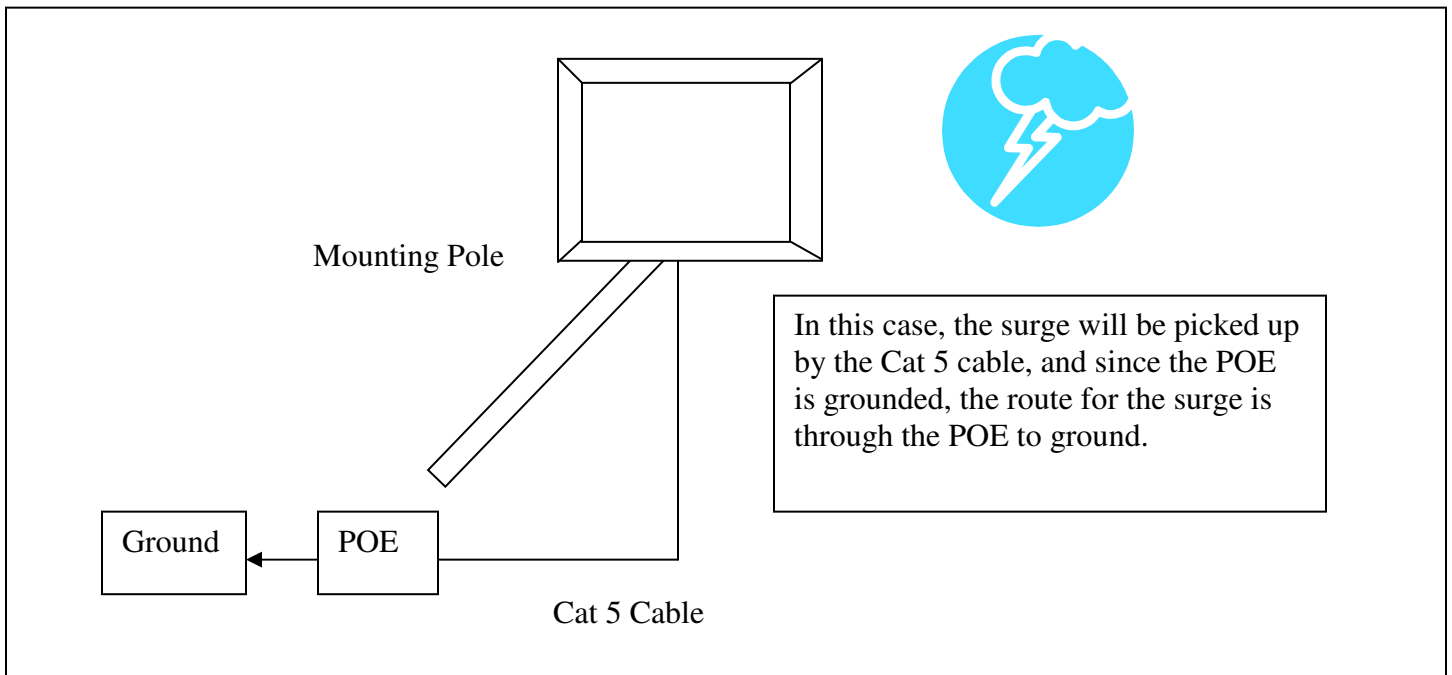 Mounting Pole
In this case, the surge will be picked up
by the Cat 5 cable, and since the POE
is grounded, the route for the surge is
through the POE to ground.
Ground
POE
Cat 5 Cable